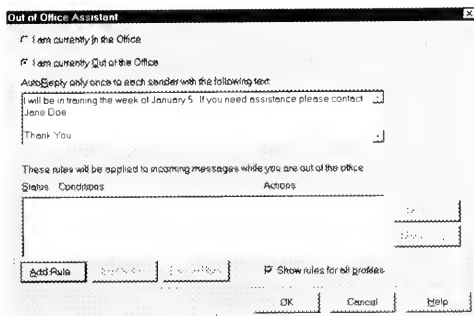 Out of Office Assistant
I am currently In the Office
I am currently Out of the Office
AutoReply only once to each sender with the following text
I will be in training the week of January 5 If you need assistance please contact
Jane Doe
Thank You
These rules will be applied to incoming messages while you are out of the office
Status Conditions Actions
Add Rule Show rules for all profiles
OK Cancel Help